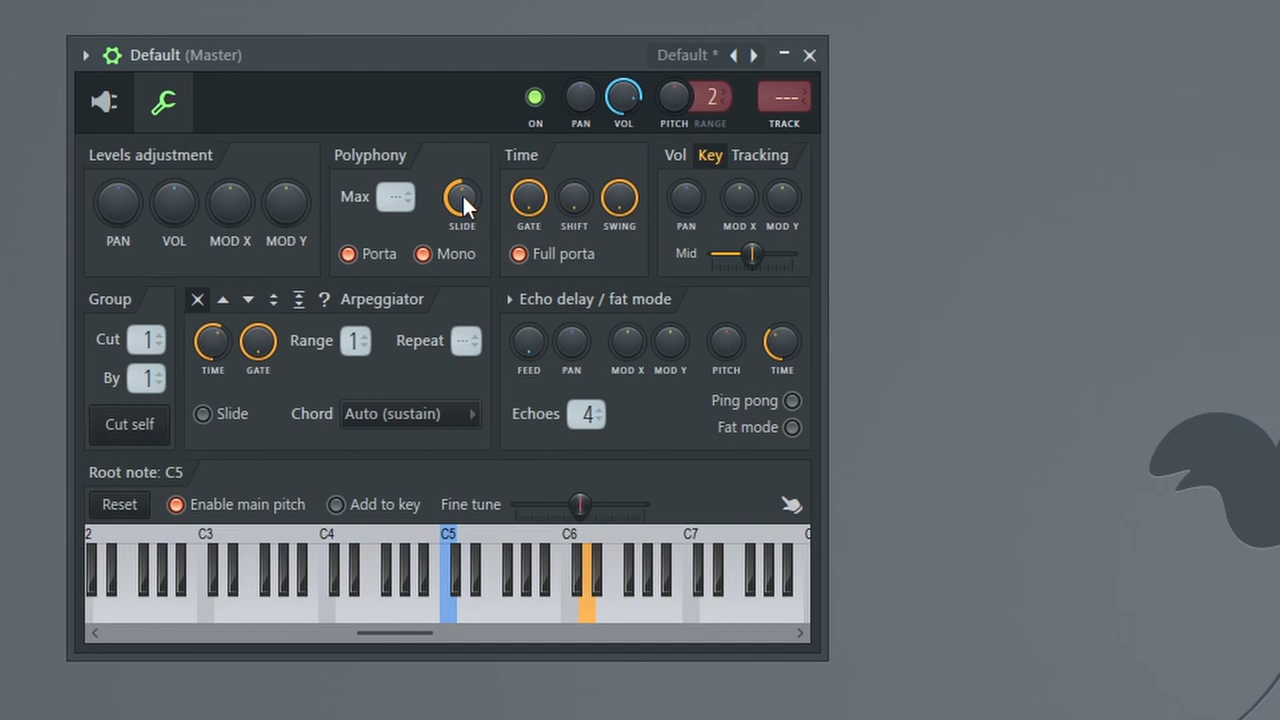 Default (Master)
Default *
2
---
ON PAN VOL PITCH RANGE TRACK
Levels adjustment
PAN VOL MOD X MOD Y
Polyphony
Max ---
SLIDE
Porta Mono
Time
GATE SHIFT SWING
Full porta
Vol Key Tracking
PAN MOD X MOD Y
Mid
Group
Cut 1
By 1
Cut self
? Arpeggiator
TIME GATE
Range 1 Repeat ---
Slide Chord Auto (sustain)
Echo delay / fat mode
FEED PAN MOD X MOD Y PITCH TIME
Echoes 4
Ping pong
Fat mode
Root note: C5
Reset Enable main pitch Add to key Fine tune
2 C3 C4 C5 C6 C7